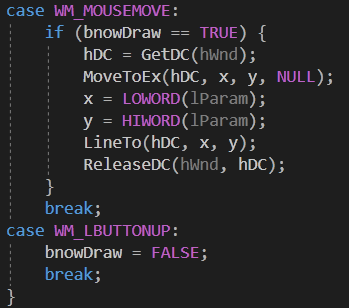 case WM_MOUSEMOVE:
    if (bnowDraw == TRUE) {
        hDC = GetDC(hWnd);
        MoveToEx(hDC, x, y, NULL);
        x = LOWORD(lParam);
        y = HIWORD(lParam);
        LineTo(hDC, x, y);
        ReleaseDC(hWnd, hDC);
    }
    break;
case WM_LBUTTONUP:
    bnowDraw = FALSE;
    break;
}